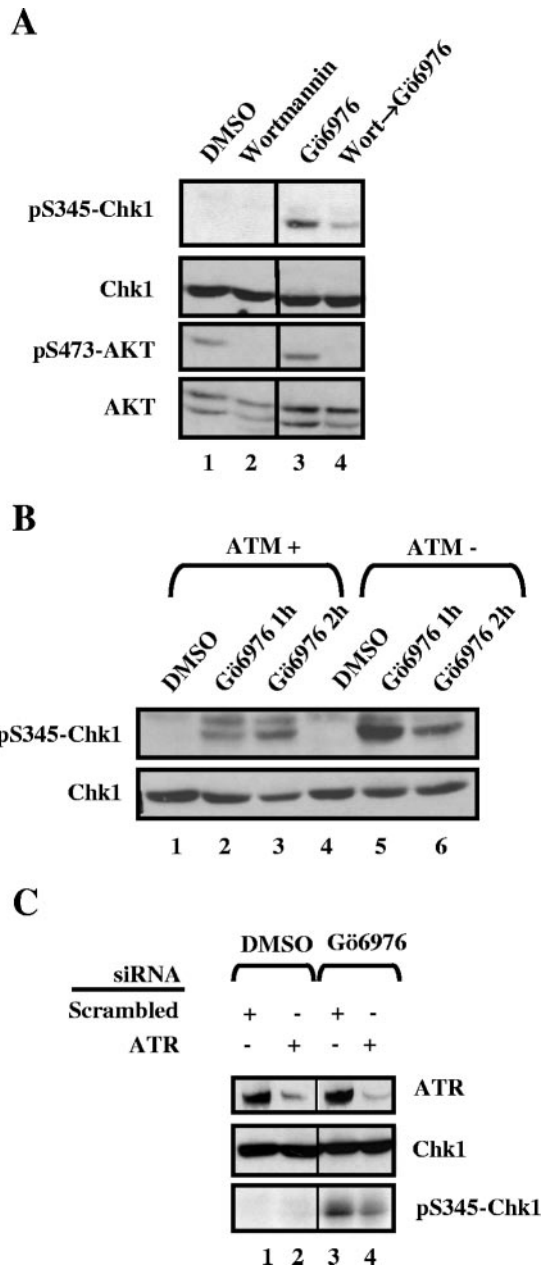 A
DMSO
Wortmannin
Gö6976
Wort→Gö6976
pS345-Chk1
Chk1
pS473-AKT
AKT
1 2 3 4
B
ATM + ATM -
DMSO
Gö6976 1h
Gö6976 2h
DMSO
Gö6976 1h
Gö6976 2h
pS345-Chk1
Chk1
1 2 3 4 5 6
C
DMSO Gö6976
siRNA
Scrambled + - + -
ATR - + - +
ATR
Chk1
pS345-Chk1
1 2 3 4